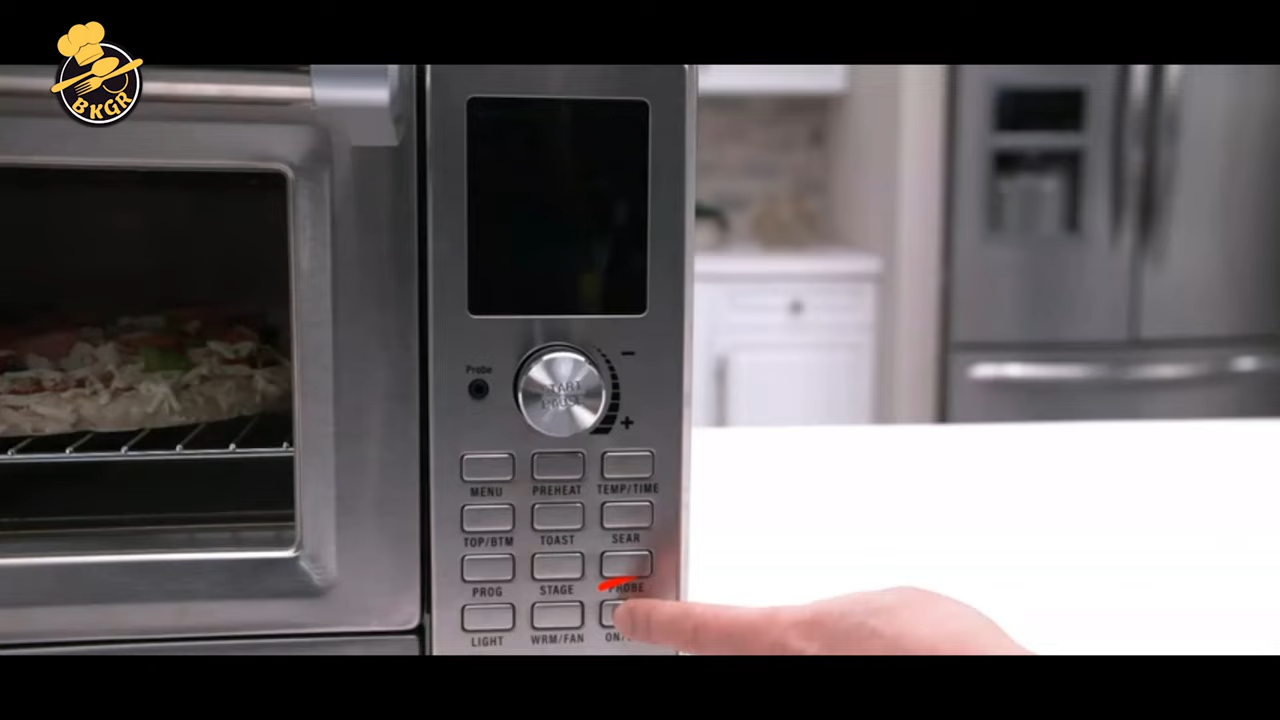 BKGR
Probe
START
PAUSE
MENU PREHEAT TEMP/TIME
TOP/BTM TOAST SEAR
PROG STAGE PROBE
LIGHT WRM/FAN